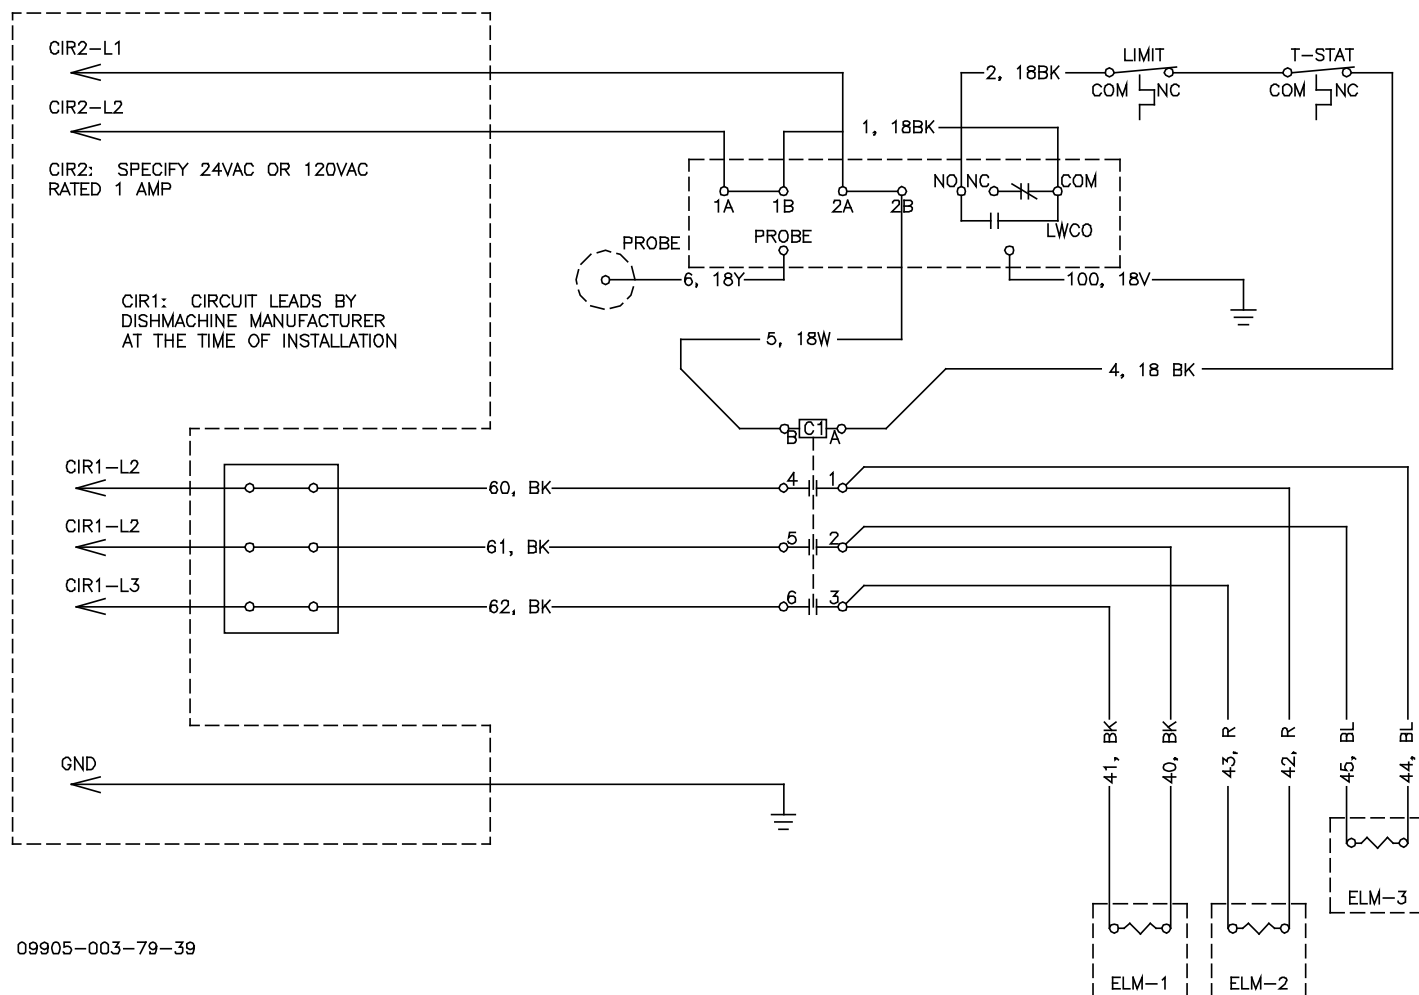 CIR2-L1
LIMIT
T-STAT
2, 18BK
COM
NC
COM
NC
CIR2-L2
1, 18BK
CIR2: SPECIFY 24VAC OR 120VAC
RATED 1 AMP
NO
NC
COM
1A
1B
2A
2B
LWCO
PROBE
PROBE
6, 18Y
100, 18V
CIR1: CIRCUIT LEADS BY
DISHMACHINE MANUFACTURER
AT THE TIME OF INSTALLATION
5, 18W
4, 18 BK
B
C1
A
CIR1-L2
60, BK
4
1
CIR1-L2
61, BK
5
2
CIR1-L3
62, BK
6
3
GND
41, BK
40, BK
43, R
42, R
45, BL
44, BL
ELM-3
09905-003-79-39
ELM-1
ELM-2